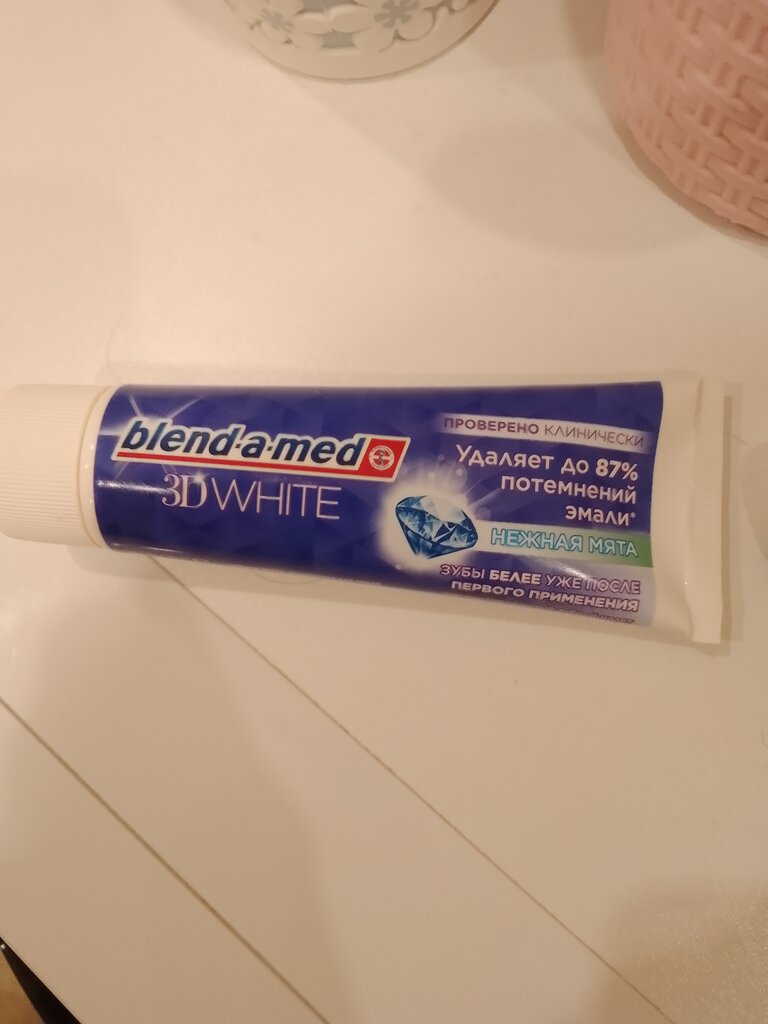 blend-a-med
3D WHITE
ПРОВЕРЕНО КЛИНИЧЕСКИ
Удаляет до 87%
потемнений
эмали*
НЕЖНАЯ МЯТА
ЗУБЫ БЕЛЕЕ УЖЕ ПОСЛЕ
ПЕРВОГО ПРИМЕНЕНИЯ